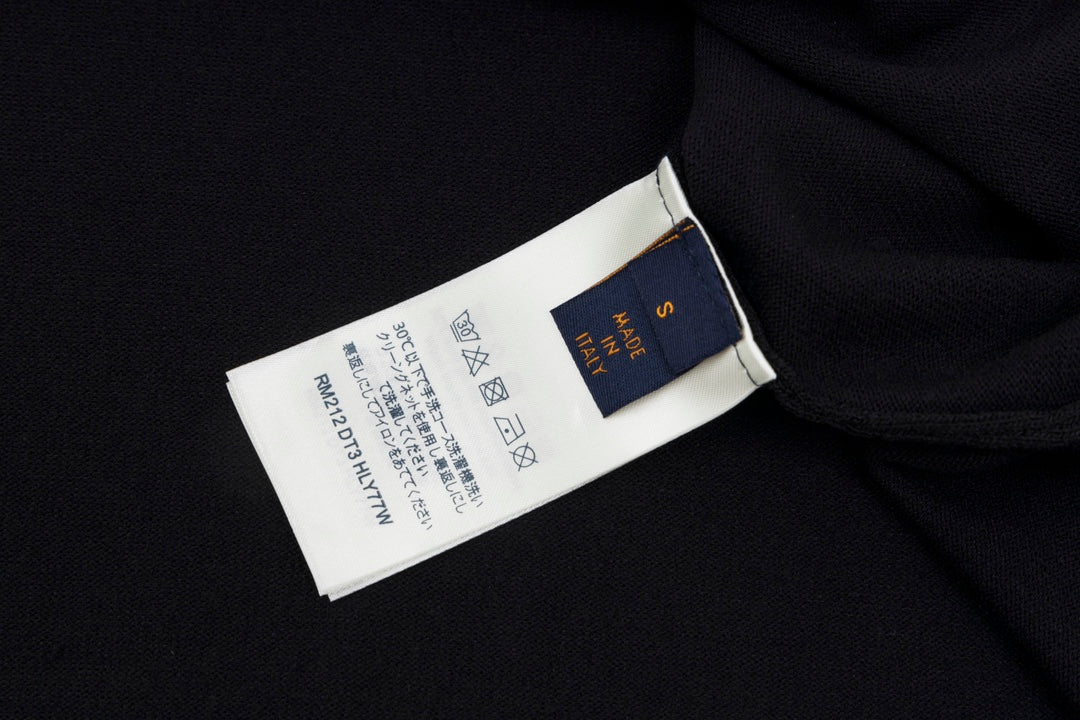 S
MADE
IN
ITALY
30
30℃以下で手洗コース洗濯機洗い
クリーニングネットを使用し裏返しにし
て洗濯してください
裏返しにしてアイロンをあててください
RM212 DT3 HLY77W